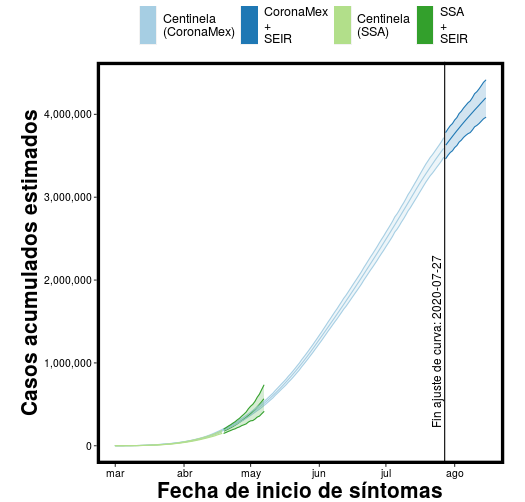 Centinela
(CoronaMex)
CoronaMex
+
SEIR
Centinela
(SSA)
SSA
+
SEIR
Casos acumulados estimados
4,000,000
3,000,000
2,000,000
1,000,000
0
Fin ajuste de curva: 2020-07-27
mar abr may jun jul ago
Fecha de inicio de síntomas